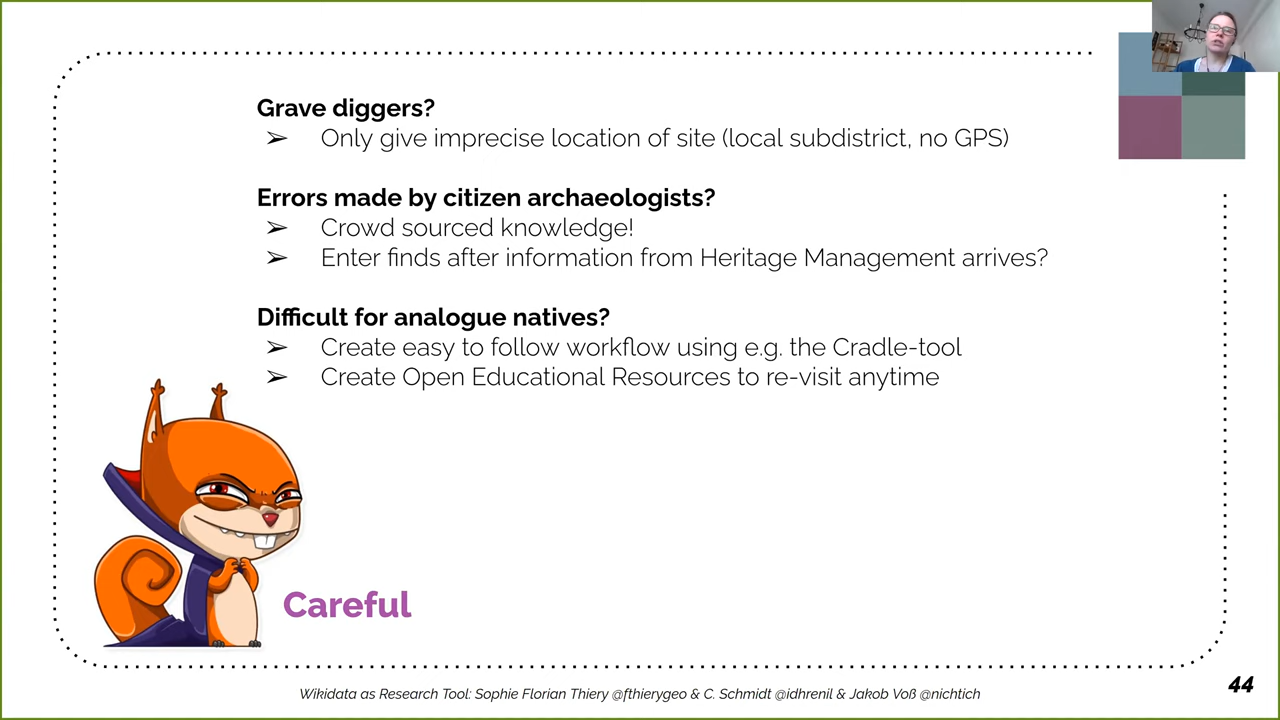 Grave diggers?
➢ Only give imprecise location of site (local subdistrict, no GPS)
Errors made by citizen archaeologists?
➢ Crowd sourced knowledge!
➢ Enter finds after information from Heritage Management arrives?
Difficult for analogue natives?
➢ Create easy to follow workflow using e.g. the Cradle-tool
➢ Create Open Educational Resources to re-visit anytime
Careful
Wikidata as Research Tool: Sophie Florian Thiery @fthierygeo & C. Schmidt @idhrenil & Jakob Voß @nichtich
44